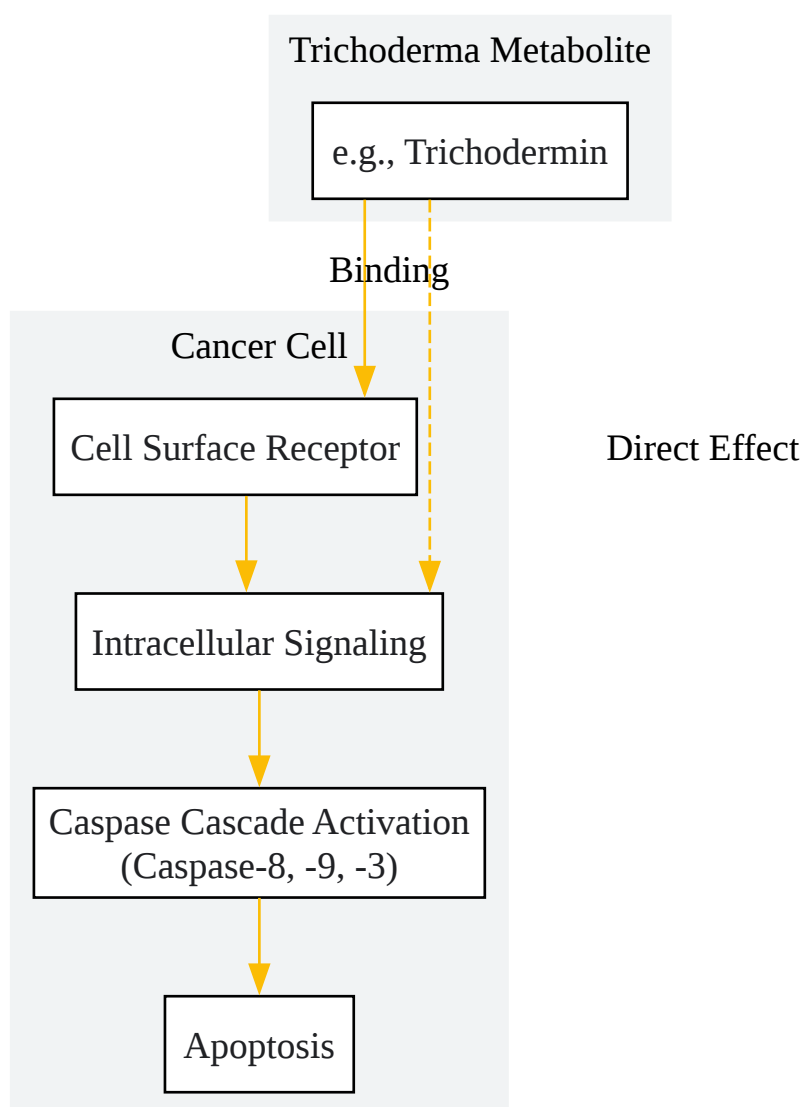 Trichoderma Metabolite
e.g., Trichodermin
Binding
Cancer Cell
Cell Surface Receptor
Direct Effect
Intracellular Signaling
Caspase Cascade Activation
(Caspase-8, -9, -3)
Apoptosis